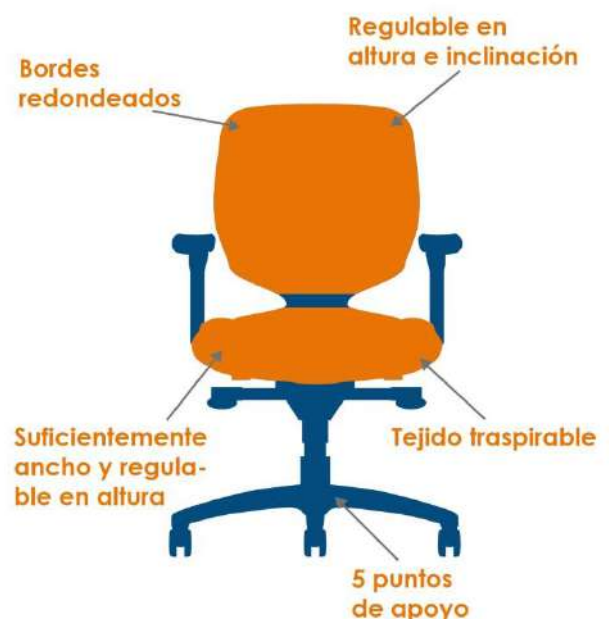 Regulable en
altura e inclinación
Bordes
redondeados
Suficientemente
ancho y regula-
ble en altura
Tejido traspirable
5 puntos
de apoyo